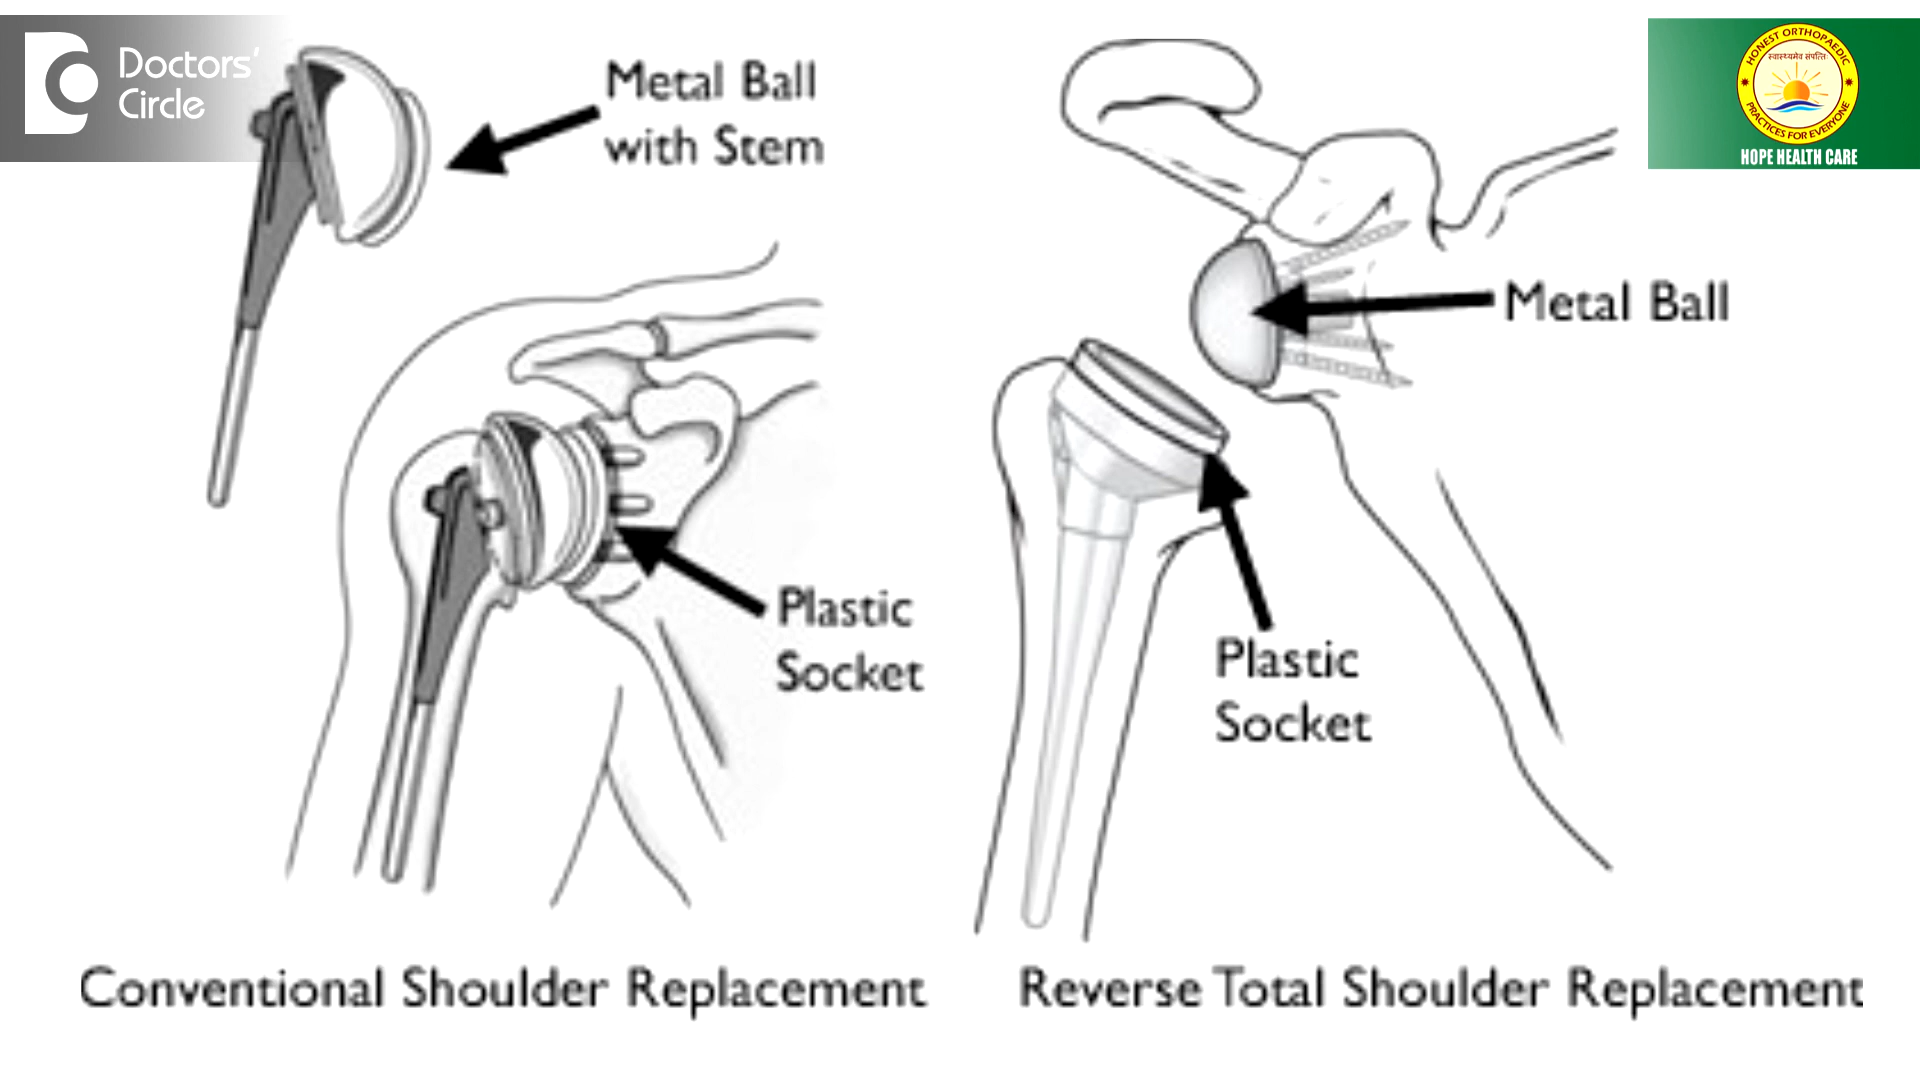 Doctors'
Circle
Metal Ball
with Stem
Plastic
Socket
Conventional Shoulder Replacement
Metal Ball
Plastic
Socket
Reverse Total Shoulder Replacement
HONEST ORTHOPAEDIC
PRACTICES FOR EVERYONE
HOPE HEALTH CARE